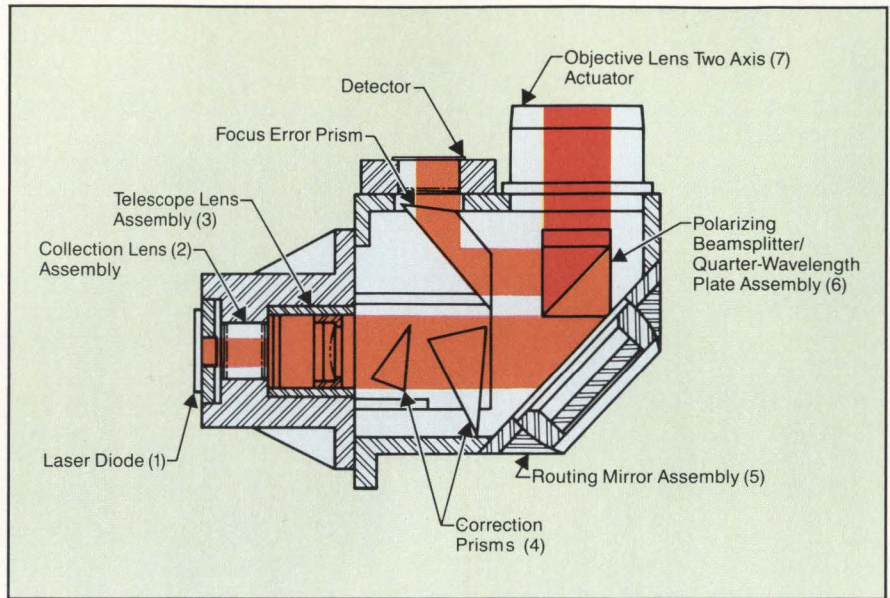 Objective Lens Two Axis (7)
Actuator
Detector
Focus Error Prism
Telescope Lens
Assembly (3)
Collection Lens (2)
Assembly
Polarizing
Beamsplitter/
Quarter-Wavelength
Plate Assembly (6)
Laser Diode (1)
Routing Mirror Assembly (5)
Correction
Prisms (4)